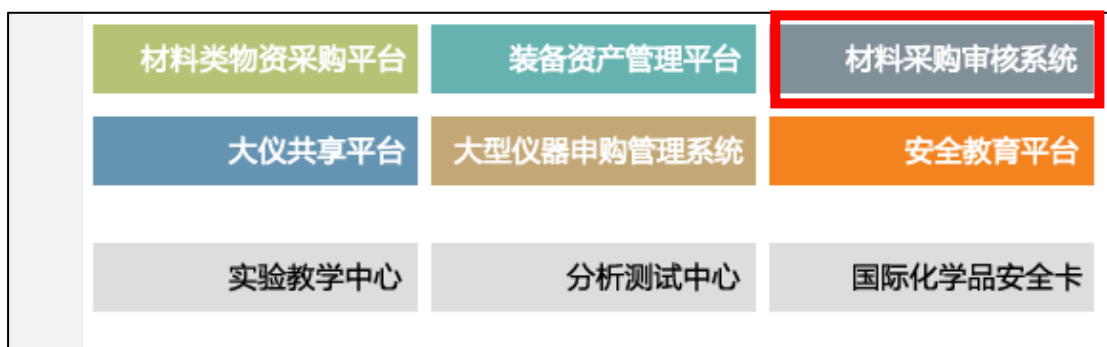 材料类物资采购平台 装备资产管理平台 材料采购审核系统
大仪共享平台 大型仪器申购管理系统 安全教育平台
实验教学中心 分析测试中心 国际化学品安全卡